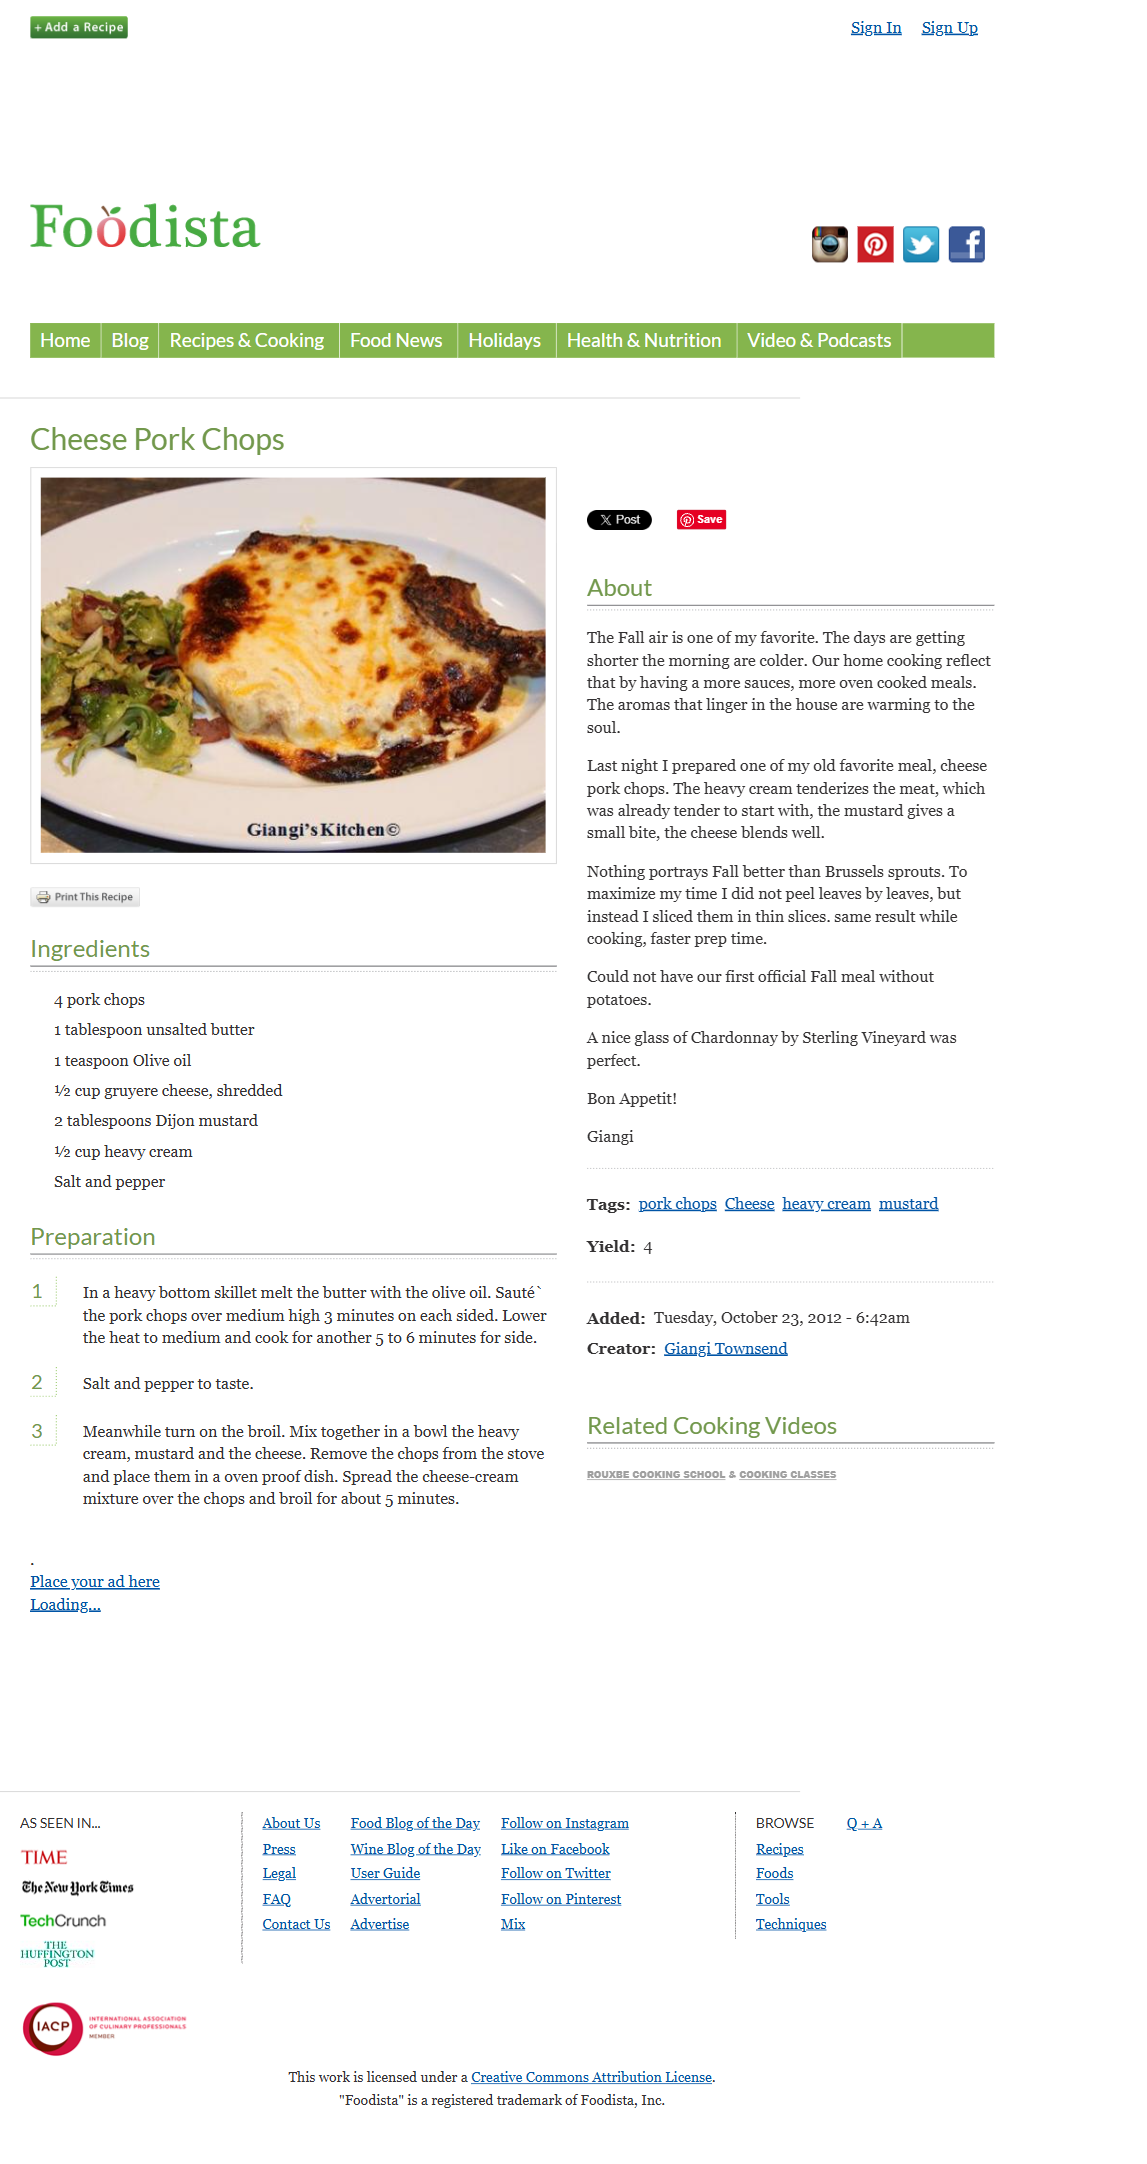 + Add a Recipe
Sign In Sign Up
Foodista
Home Blog Recipes & Cooking Food News Holidays Health & Nutrition Video & Podcasts
Cheese Pork Chops
Giangi's Kitchen©
Print This Recipe
Ingredients
4 pork chops
1 tablespoon unsalted butter
1 teaspoon Olive oil
½ cup gruyere cheese, shredded
2 tablespoons Dijon mustard
½ cup heavy cream
Salt and pepper
Preparation
1 In a heavy bottom skillet melt the butter with the olive oil. Sauté`
the pork chops over medium high 3 minutes on each sided. Lower
the heat to medium and cook for another 5 to 6 minutes for side.
2 Salt and pepper to taste.
3 Meanwhile turn on the broil. Mix together in a bowl the heavy
cream, mustard and the cheese. Remove the chops from the stove
and place them in a oven proof dish. Spread the cheese-cream
mixture over the chops and broil for about 5 minutes.
.
Place your ad here
Loading...
X Post Save
About
The Fall air is one of my favorite. The days are getting
shorter the morning are colder. Our home cooking reflect
that by having a more sauces, more oven cooked meals.
The aromas that linger in the house are warming to the
soul.
Last night I prepared one of my old favorite meal, cheese
pork chops. The heavy cream tenderizes the meat, which
was already tender to start with, the mustard gives a
small bite, the cheese blends well.
Nothing portrays Fall better than Brussels sprouts. To
maximize my time I did not peel leaves by leaves, but
instead I sliced them in thin slices. same result while
cooking, faster prep time.
Could not have our first official Fall meal without
potatoes.
A nice glass of Chardonnay by Sterling Vineyard was
perfect.
Bon Appetit!
Giangi
Tags: pork chops Cheese heavy cream mustard
Yield: 4
Added: Tuesday, October 23, 2012 - 6:42am
Creator: Giangi Townsend
Related Cooking Videos
ROUXBE COOKING SCHOOL & COOKING CLASSES
AS SEEN IN...
TIME
The New York Times
TechCrunch
THE
HUFFINGTON
POST
IACP
INTERNATIONAL ASSOCIATION
OF CULINARY PROFESSIONALS
MEMBER
About Us
Press
Legal
FAQ
Contact Us
Food Blog of the Day
Wine Blog of the Day
User Guide
Advertorial
Advertise
Follow on Instagram
Like on Facebook
Follow on Twitter
Follow on Pinterest
Mix
BROWSE
Recipes
Foods
Tools
Techniques
Q + A
This work is licensed under a Creative Commons Attribution License.
"Foodista" is a registered trademark of Foodista, Inc.